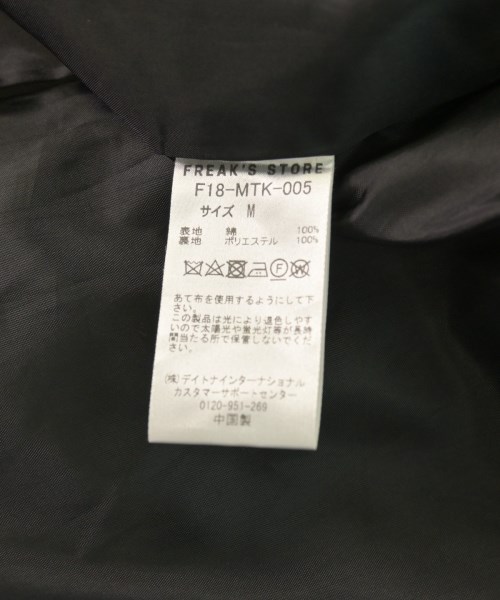 FREAK'S STORE
F18-MTK-005
サイズ M
表地 綿 100%
裏地 ポリエステル 100%
あて布を使用するようにして下
さい。
この製品は光により退色しやす
いので太陽光や蛍光灯等が長時
間当たる所で保管しないでくだ
さい。
(株)デイトナインターナショナル
カスタマーサポートセンター
0120-951-269
中国製